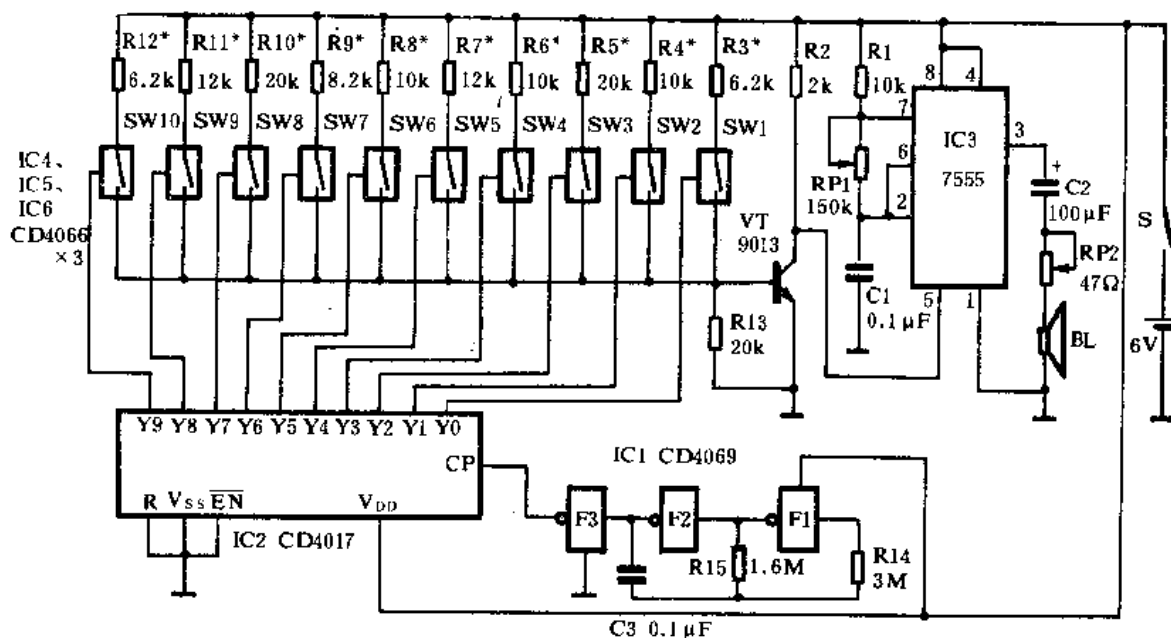 R12* R11* R10* R9* R8* R7* R6* R5* R4* R3* R2 R1
6.2k 12k 20k 8.2k 10k 12k 10k 20k 10k 6.2k 2k 10k
8 4
7
SW10 SW9 SW8 SW7 SW6 SW5 SW4 SW3 SW2 SW1
IC3
7555
3
6
2
IC4、
IC5、
IC6
CD4066
×3
RP1
150k
+
C2
100μF
S
VT
9013
RP2
47Ω
C1
0.1μF
5 1
R13
20k
BL
6V
Y9 Y8 Y7 Y6 Y5 Y4 Y3 Y2 Y1 Y0
CP
IC1 CD4069
R VSS EN VDD
F3 F2 F1
IC2 CD4017
R15 1.6M
R14
3M
C3 0.1μF